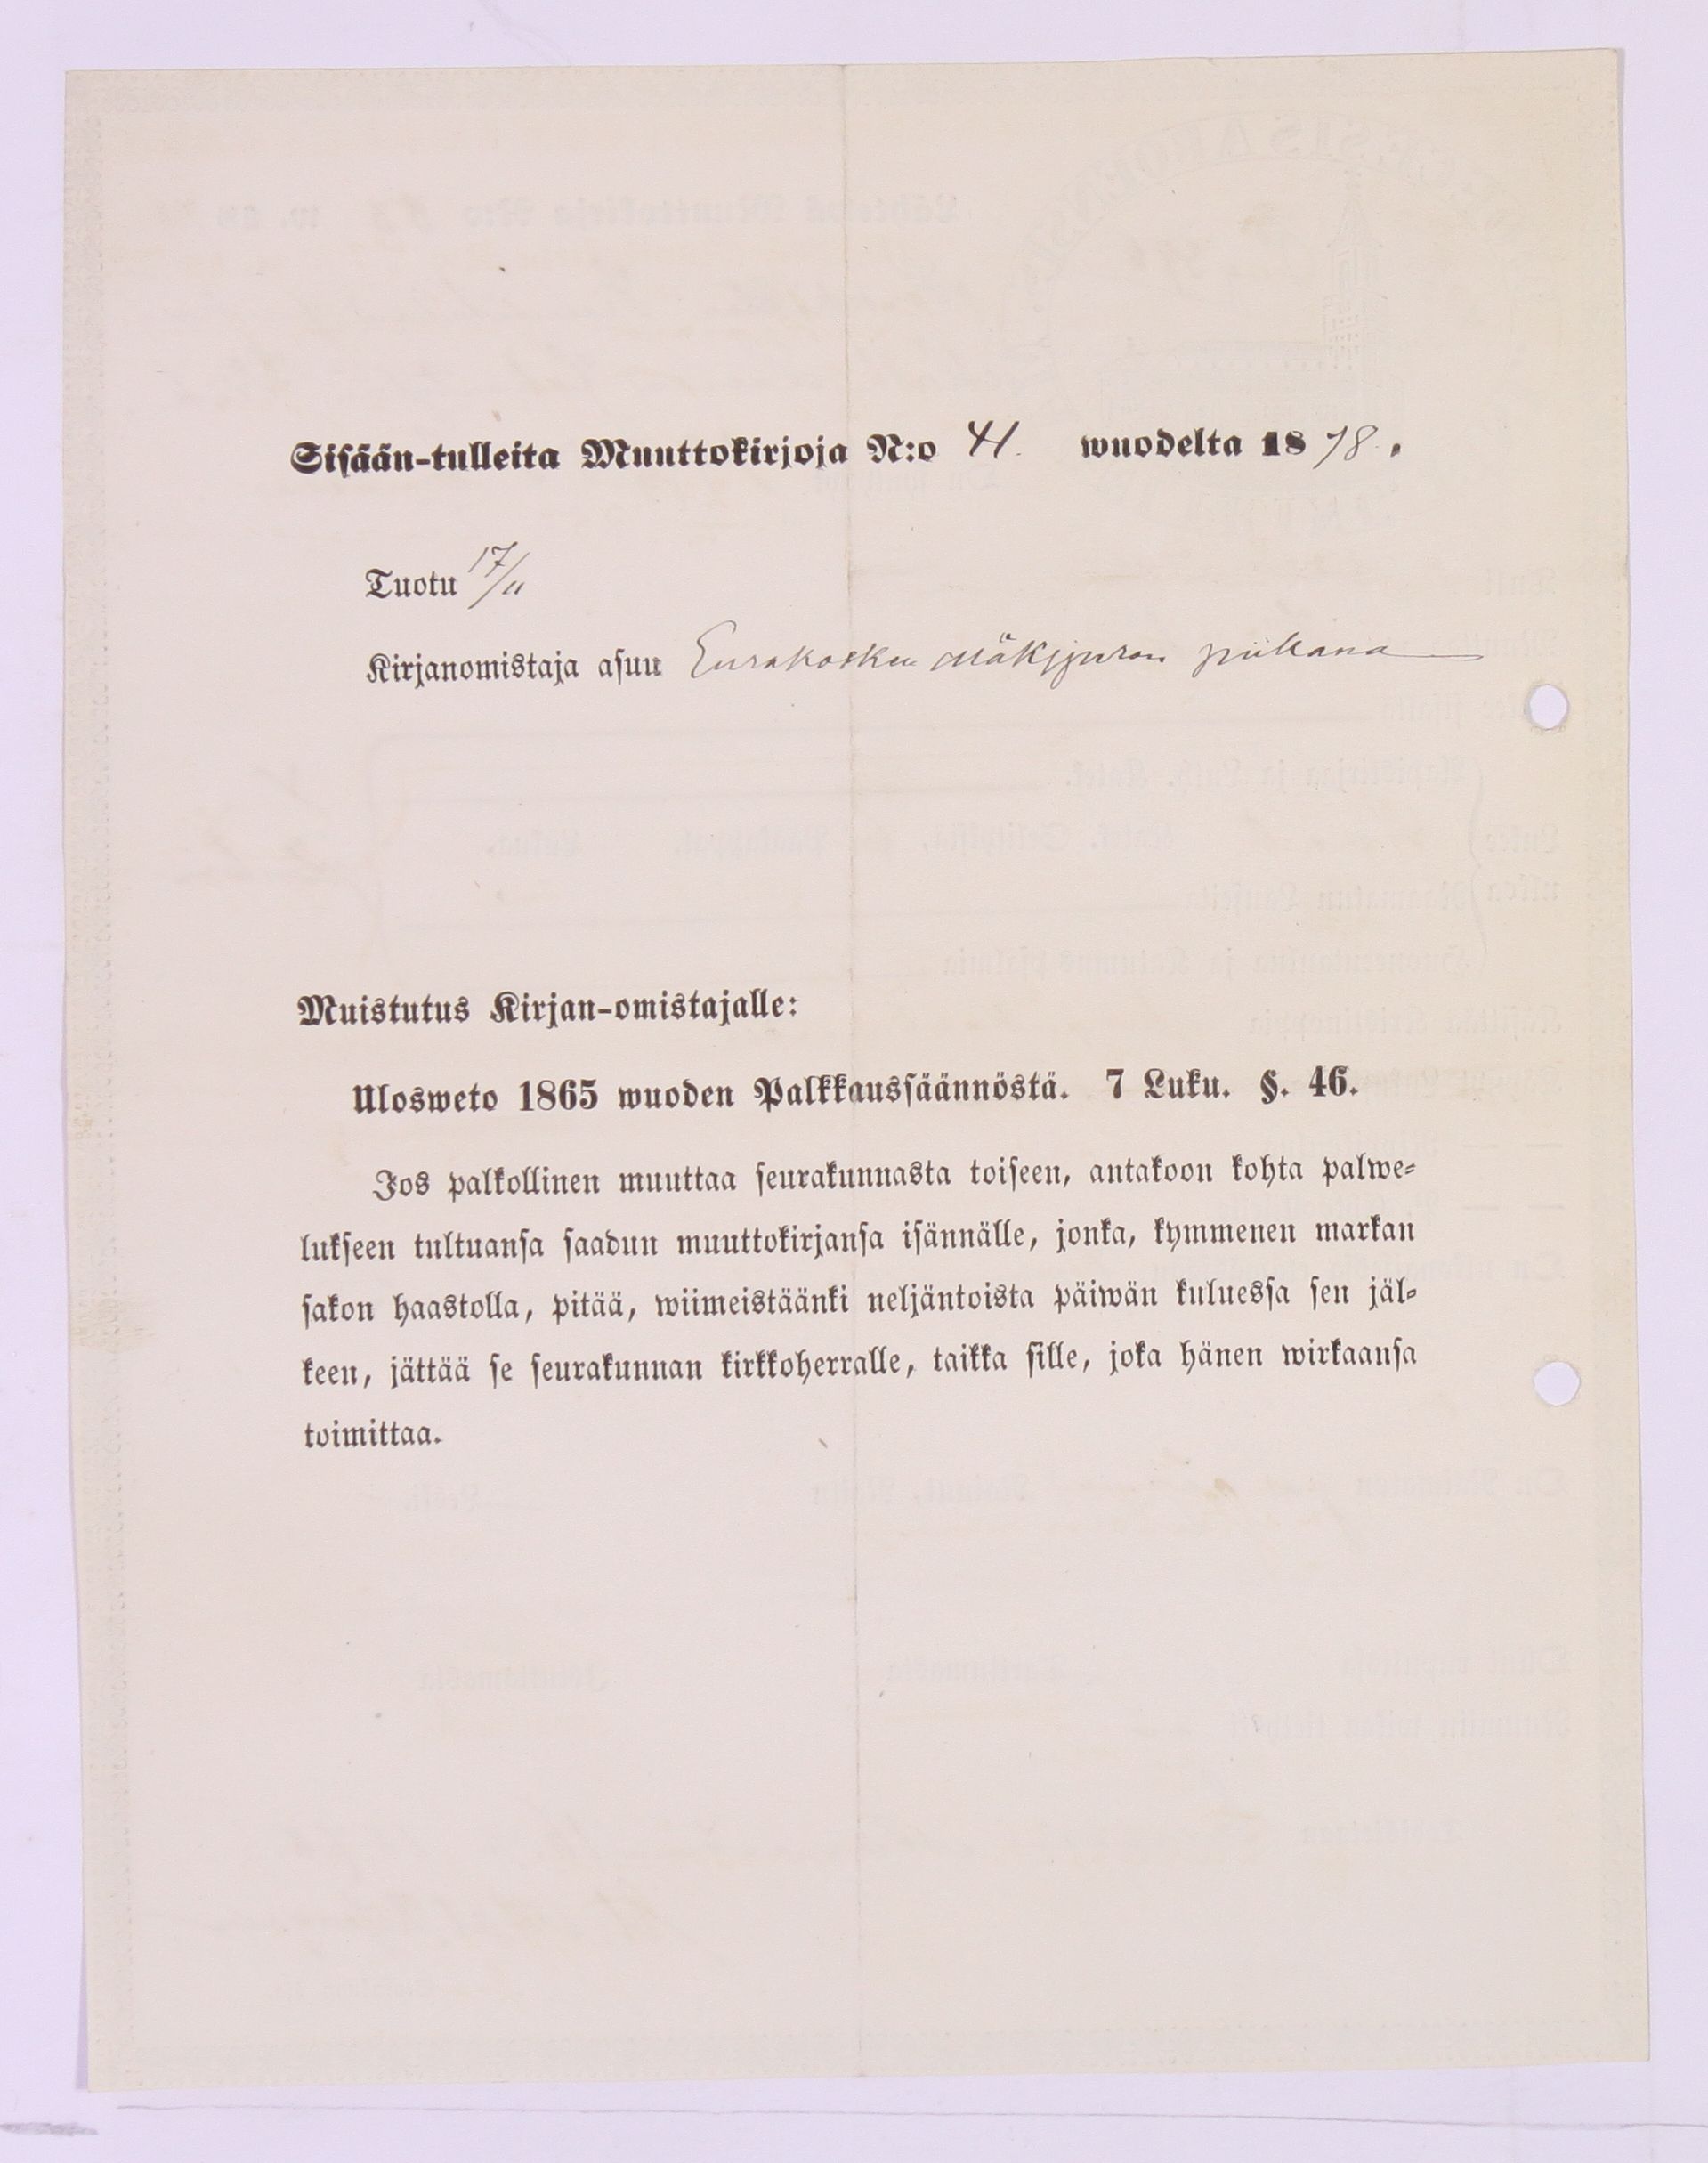 Sisään-tulleita Muuttokirjoja N:o 41. wuodelta 1878.
Tuotu 17/11
Kirjanomistaja asuu Eurakosken Mäkipuron piikana
Muistutus Kirjan-omistajalle:
Ulosweto 1865 wuoden Palkkaussäännöstä. 7 Luku. §. 46.
Jos palkollinen muuttaa seurakunnasta toiseen, antakoon kohta palwe-
lukseen tultuansa saadun muuttokirjansa isännälle, jonka, kymmenen markan
sakon haastolla, pitää, wiimeistäänki neljäntoista päiwän kuluessa sen jäl-
keen, jättää se seurakunnan kirkkoherralle, taikka sille, joka hänen wirkaansa
toimittaa.